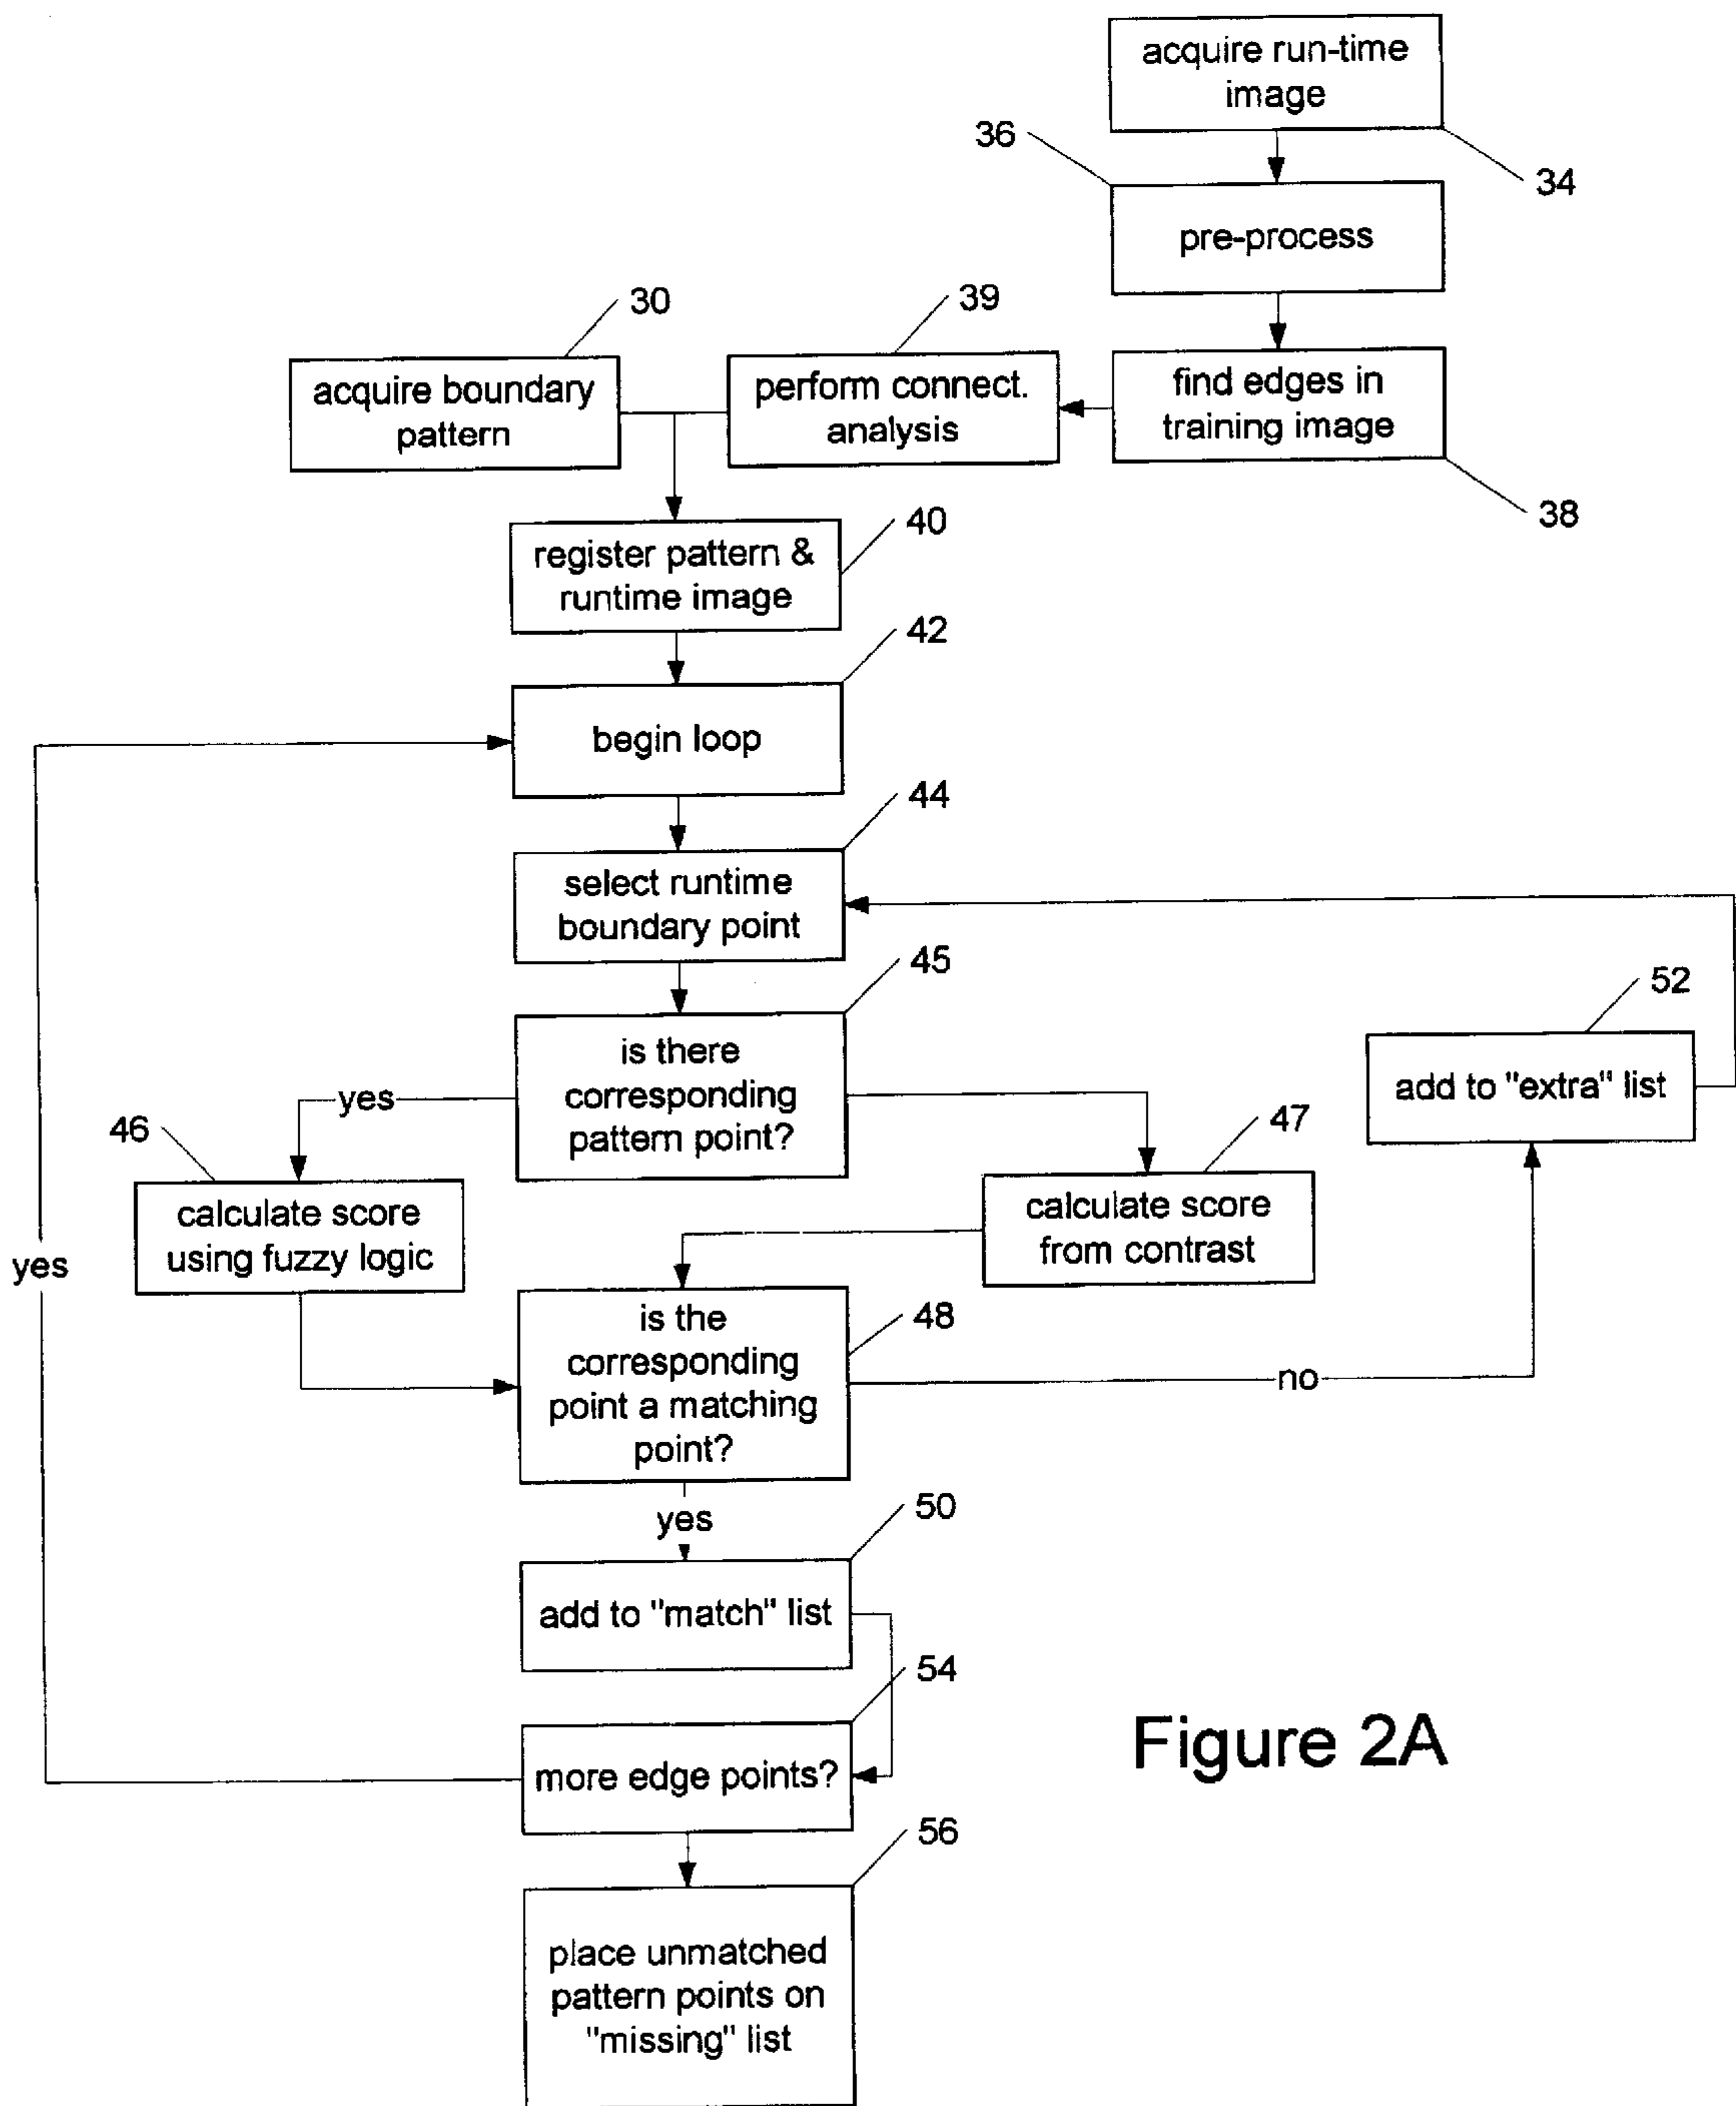 acquire run-time
image
36
34
pre-process
30
39
acquire boundary
pattern
perform connect.
analysis
find edges in
training image
38
40
register pattern &
runtime image
42
begin loop
44
select runtime
boundary point
45
52
is there
corresponding
pattern point?
add to "extra" list
yes
46
47
calculate score
using fuzzy logic
calculate score
from contrast
yes
48
is the
corresponding
point a matching
point?
no
yes
50
add to "match" list
54
more edge points?
Figure 2A
56
place unmatched
pattern points on
"missing" list